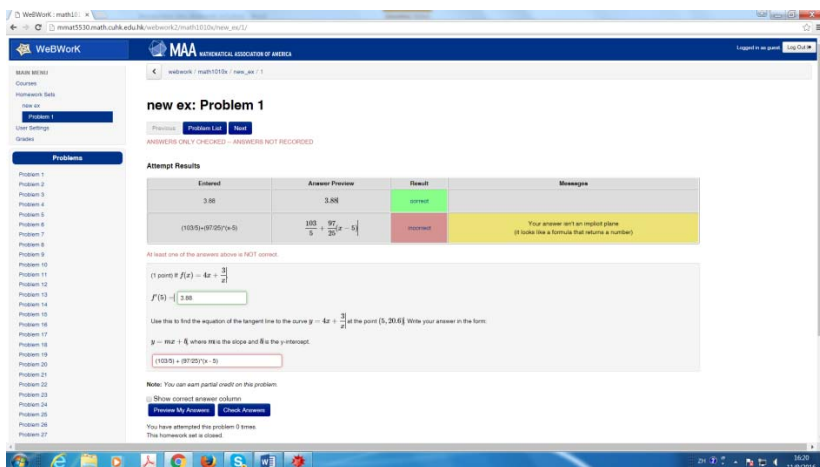 WeBWorK : math101
mmat5530.math.cuhk.edu.hk/webwork2/math1010x/new_ex/1/
WeBWorK
MAA MATHEMATICAL ASSOCIATION OF AMERICA
Logged in as guest. Log Out
MAIN MENU
Courses
Homework Sets
new ex
Problem 1
User Settings
Grades
Problems
Problem 1
Problem 2
Problem 3
Problem 4
Problem 5
Problem 6
Problem 7
Problem 8
Problem 9
Problem 10
Problem 11
Problem 12
Problem 13
Problem 14
Problem 15
Problem 16
Problem 17
Problem 18
Problem 19
Problem 20
Problem 21
Problem 22
Problem 23
Problem 24
Problem 25
Problem 26
Problem 27
webwork / math1010x / new_ex / 1
new ex: Problem 1
Previous Problem List Next
ANSWERS ONLY CHECKED -- ANSWERS NOT RECORDED
Attempt Results
Entered Answer Preview Result Messages
3.88 3.88 correct
(103/5)+(97/25)*(x-5) 103/5 + 97/25(x − 5) incorrect Your answer isn't an implicit plane
(it looks like a formula that returns a number)
At least one of the answers above is NOT correct.
(1 point) If f(x) = 4x + 3/x
f'(5) = 3.88
Use this to find the equation of the tangent line to the curve y = 4x + 3/x at the point (5, 20.6). Write your answer in the form:
y = mx + b, where m is the slope and b is the y-intercept.
(103/5) + (97/25)*(x - 5)
Note: You can earn partial credit on this problem.
Show correct answer column
Preview My Answers Check Answers
You have attempted this problem 0 times.
This homework set is closed.
ZH
16:20